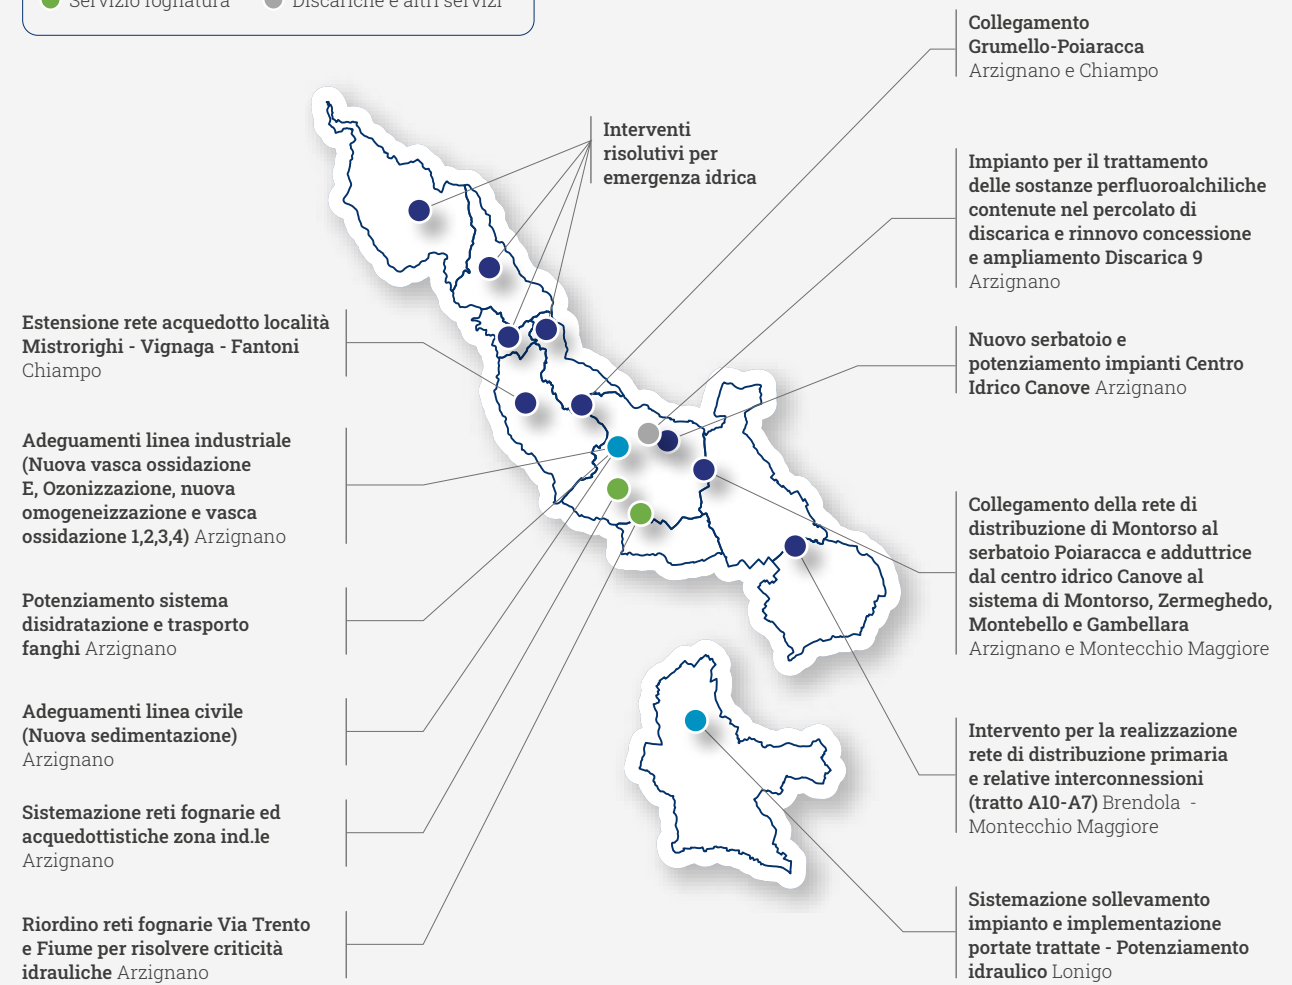 Servizio fognatura
Discariche e altri servizi
Collegamento
Grumello-Poiaracca
Arzignano e Chiampo
Interventi
risolutivi per
emergenza idrica
Impianto per il trattamento
delle sostanze perfluoroalchiliche
contenute nel percolato di
discarica e rinnovo concessione
e ampliamento Discarica 9
Arzignano
Estensione rete acquedotto località
Mistrorighi - Vignaga - Fantoni
Chiampo
Nuovo serbatoio e
potenziamento impianti Centro
Idrico Canove Arzignano
Adeguamenti linea industriale
(Nuova vasca ossidazione
E, Ozonizzazione, nuova
omogeneizzazione e vasca
ossidazione 1,2,3,4) Arzignano
Collegamento della rete di
distribuzione di Montorso al
serbatoio Poiaracca e adduttrice
dal centro idrico Canove al
sistema di Montorso, Zermeghedo,
Montebello e Gambellara
Arzignano e Montecchio Maggiore
Potenziamento sistema
disidratazione e trasporto
fanghi Arzignano
Adeguamenti linea civile
(Nuova sedimentazione)
Arzignano
Intervento per la realizzazione
rete di distribuzione primaria
e relative interconnessioni
(tratto A10-A7) Brendola -
Montecchio Maggiore
Sistemazione reti fognarie ed
acquedottistiche zona ind.le
Arzignano
Sistemazione sollevamento
impianto e implementazione
portate trattate - Potenziamento
idraulico Lonigo
Riordino reti fognarie Via Trento
e Fiume per risolvere criticità
idrauliche Arzignano